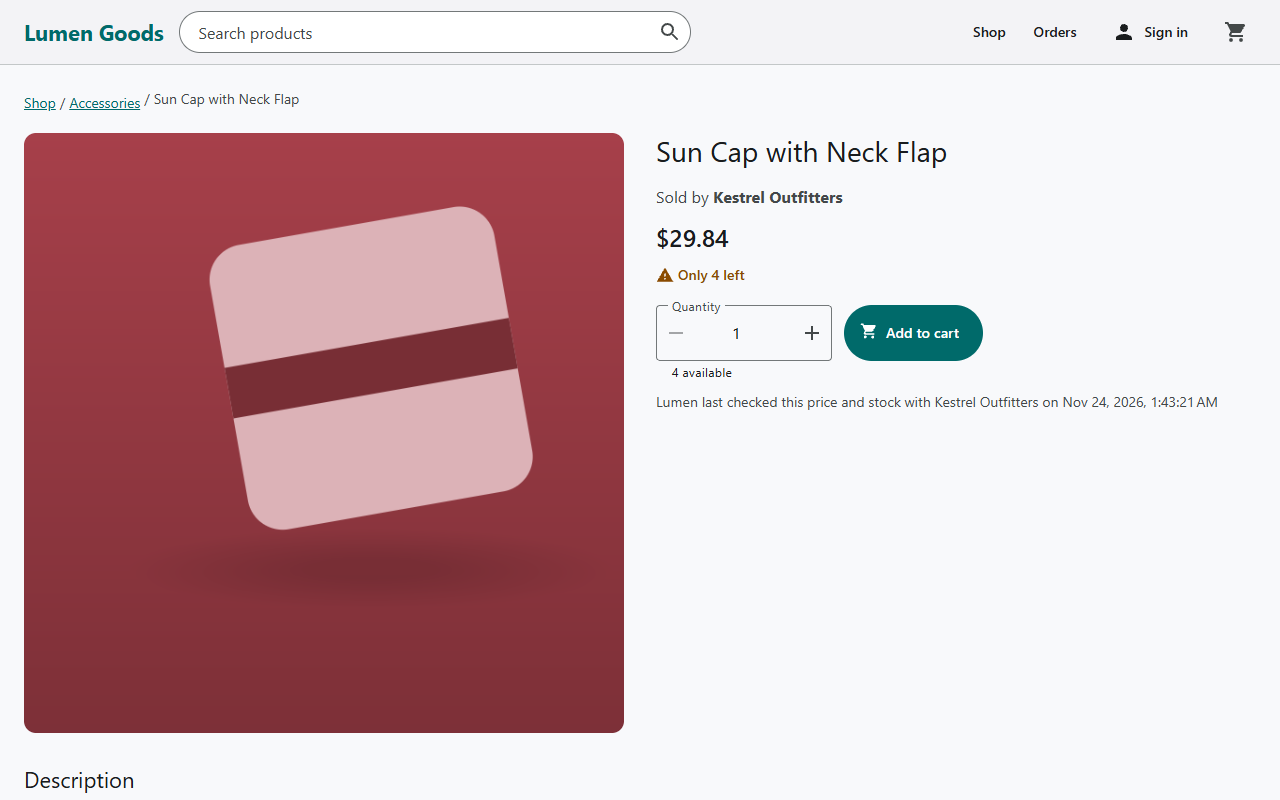 Lumen Goods
Search products
Shop
Orders
Sign in
Shop / Accessories / Sun Cap with Neck Flap
Sun Cap with Neck Flap
Sold by Kestrel Outfitters
$29.84
Only 4 left
Quantity
1
Add to cart
4 available
Lumen last checked this price and stock with Kestrel Outfitters on Nov 24, 2026, 1:43:21 AM
Description